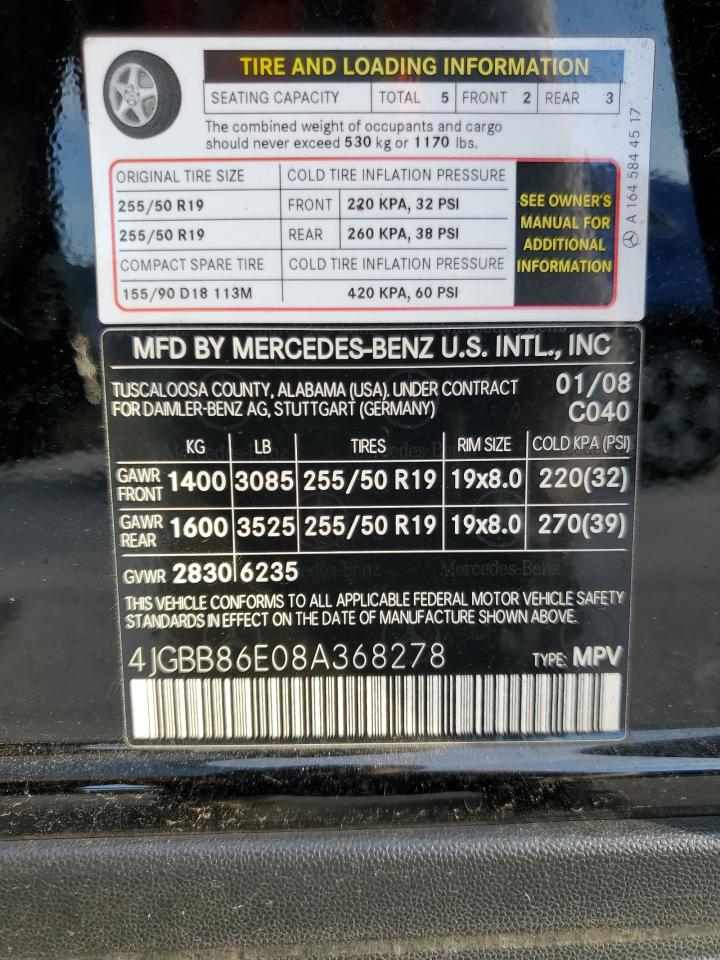 TIRE AND LOADING INFORMATION
SEATING CAPACITY TOTAL 5 FRONT 2 REAR 3
The combined weight of occupants and cargo
should never exceed 530 kg or 1170 lbs.
ORIGINAL TIRE SIZE COLD TIRE INFLATION PRESSURE
255/50 R19 FRONT 220 KPA, 32 PSI
255/50 R19 REAR 260 KPA, 38 PSI
COMPACT SPARE TIRE COLD TIRE INFLATION PRESSURE
155/90 D18 113M 420 KPA, 60 PSI
SEE OWNER'S
MANUAL FOR
ADDITIONAL
INFORMATION
A 164 584 45 17
MFD BY MERCEDES-BENZ U.S. INTL., INC
TUSCALOOSA COUNTY, ALABAMA (USA). UNDER CONTRACT 01/08
FOR DAIMLER-BENZ AG, STUTTGART (GERMANY) C040
KG LB TIRES RIM SIZE COLD KPA (PSI)
GAWR FRONT 1400 3085 255/50 R19 19x8.0 220(32)
GAWR REAR 1600 3525 255/50 R19 19x8.0 270(39)
GVWR 2830 6235
Mercedes-Benz
THIS VEHICLE CONFORMS TO ALL APPLICABLE FEDERAL MOTOR VEHICLE SAFETY
STANDARDS IN EFFECT ON THE DATE OF MANUFACTURE SHOWN ABOVE.
4JGBB86E08A368278 TYPE: MPV